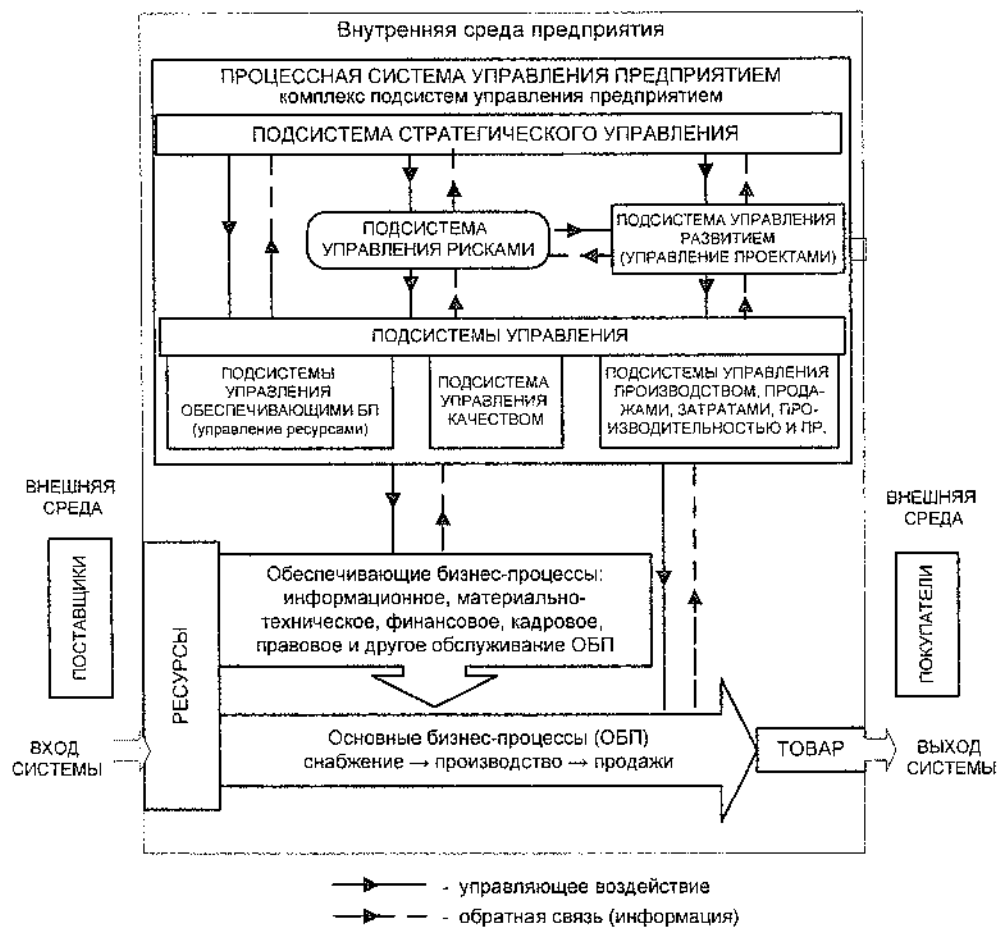 Внутренняя среда предприятия
ПРОЦЕССНАЯ СИСТЕМА УПРАВЛЕНИЯ ПРЕДПРИЯТИЕМ
комплекс подсистем управления предприятием
ПОДСИСТЕМА СТРАТЕГИЧЕСКОГО УПРАВЛЕНИЯ
ПОДСИСТЕМА
УПРАВЛЕНИЯ РИСКАМИ
ПОДСИСТЕМА УПРАВЛЕНИЯ
РАЗВИТИЕМ
(УПРАВЛЕНИЕ ПРОЕКТАМИ)
ПОДСИСТЕМЫ УПРАВЛЕНИЯ
ПОДСИСТЕМЫ
УПРАВЛЕНИЯ
ОБЕСПЕЧИВАЮЩИМИ БП
(управление ресурсами)
ПОДСИСТЕМА
УПРАВЛЕНИЯ
КАЧЕСТВОМ
ПОДСИСТЕМЫ УПРАВЛЕНИЯ
ПРОИЗВОДСТВОМ, ПРОДА-
ЖАМИ, ЗАТРАТАМИ, ПРО-
ИЗВОДИТЕЛЬНОСТЬЮ И ПР.
ВНЕШНЯЯ
СРЕДА
ПОСТАВЩИКИ
ВХОД
СИСТЕМЫ
РЕСУРСЫ
Обеспечивающие бизнес-процессы:
информационное, материально-
техническое, финансовое, кадровое,
правовое и другое обслуживание ОБП
Основные бизнес-процессы (ОБП)
снабжение → производство → продажи
ТОВАР
ВНЕШНЯЯ
СРЕДА
ПОКУПАТЕЛИ
ВЫХОД
СИСТЕМЫ
- управляющее воздействие
- обратная связь (информация)